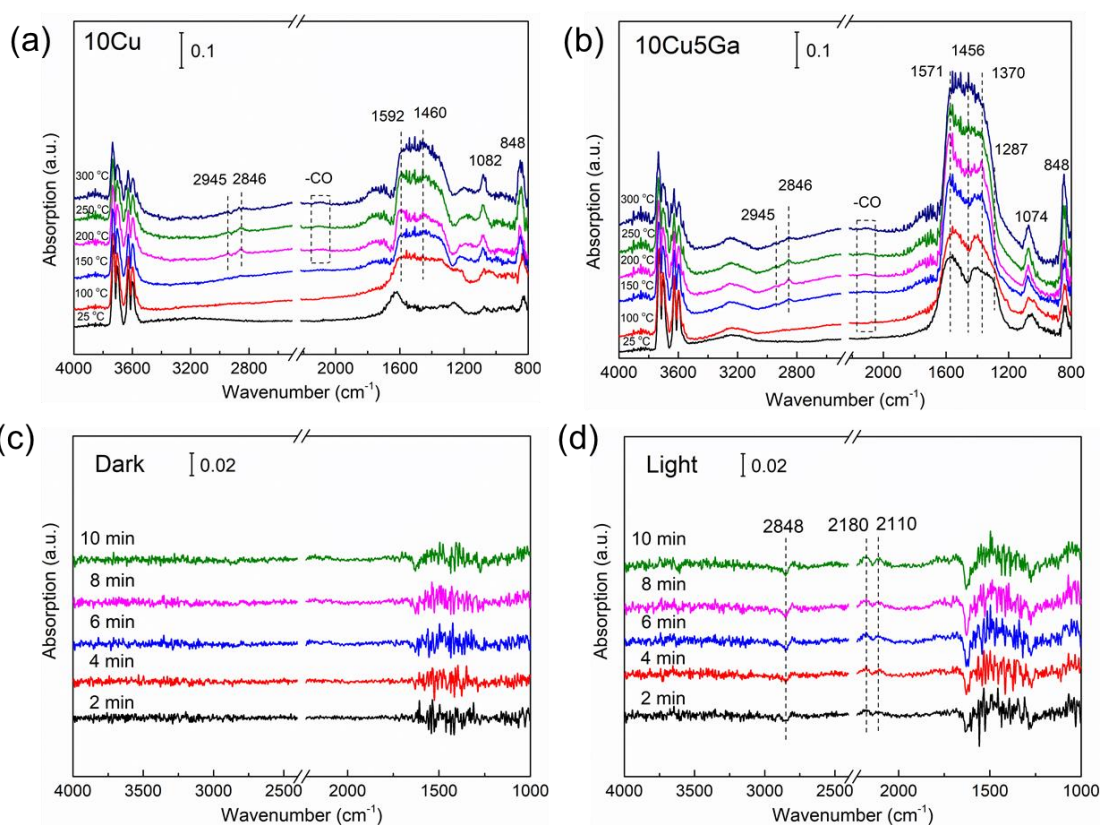 (a)
10Cu
0.1
1592
1460
2945
2846
-CO
1082
848
300 °C
250 °C
200 °C
150 °C
100 °C
25 °C
Absorption (a.u.)
4000 3600 3200 2800 2000 1600 1200 800
Wavenumber (cm-1)
(b)
10Cu5Ga
0.1
1456
1571
1370
1287
2945
2846
-CO
1074
848
300 °C
250 °C
200 °C
150 °C
100 °C
25 °C
Absorption (a.u.)
4000 3600 3200 2800 2000 1600 1200 800
Wavenumber (cm-1)
(c)
Dark
0.02
10 min
8 min
6 min
4 min
2 min
Absorption (a.u.)
4000 3500 3000 2500 2000 1500 1000
Wavenumber (cm-1)
(d)
Light
0.02
2848
2180
2110
10 min
8 min
6 min
4 min
2 min
Absorption (a.u.)
4000 3500 3000 2500 2000 1500 1000
Wavenumber (cm-1)